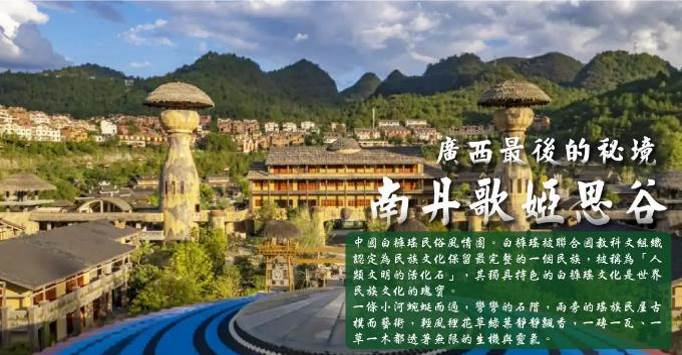 廣西最後的祕境
南丹歌婭思谷
中國白褲瑤民俗風情園。白褲瑤被聯合國教科文組織
認定為民族文化保留最完整的一個民族，被稱為「人
類文明的活化石」，其獨具特色的白褲瑤文化是世界
民族文化的瑰寶。
一條小河蜿蜒而過，彎彎的石階，兩旁的瑤族民屋古
樸而藝術，輕風裡花草綠葉靜靜飄香，一磚一瓦、一
草一木都透著無限的生機與靈氣。